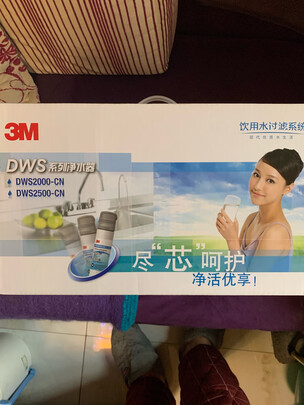 3M
饮用水过滤系统
DWS系列净水器
DWS2000-CN
DWS2500-CN
3M
尽“芯”呵护
净活优享!